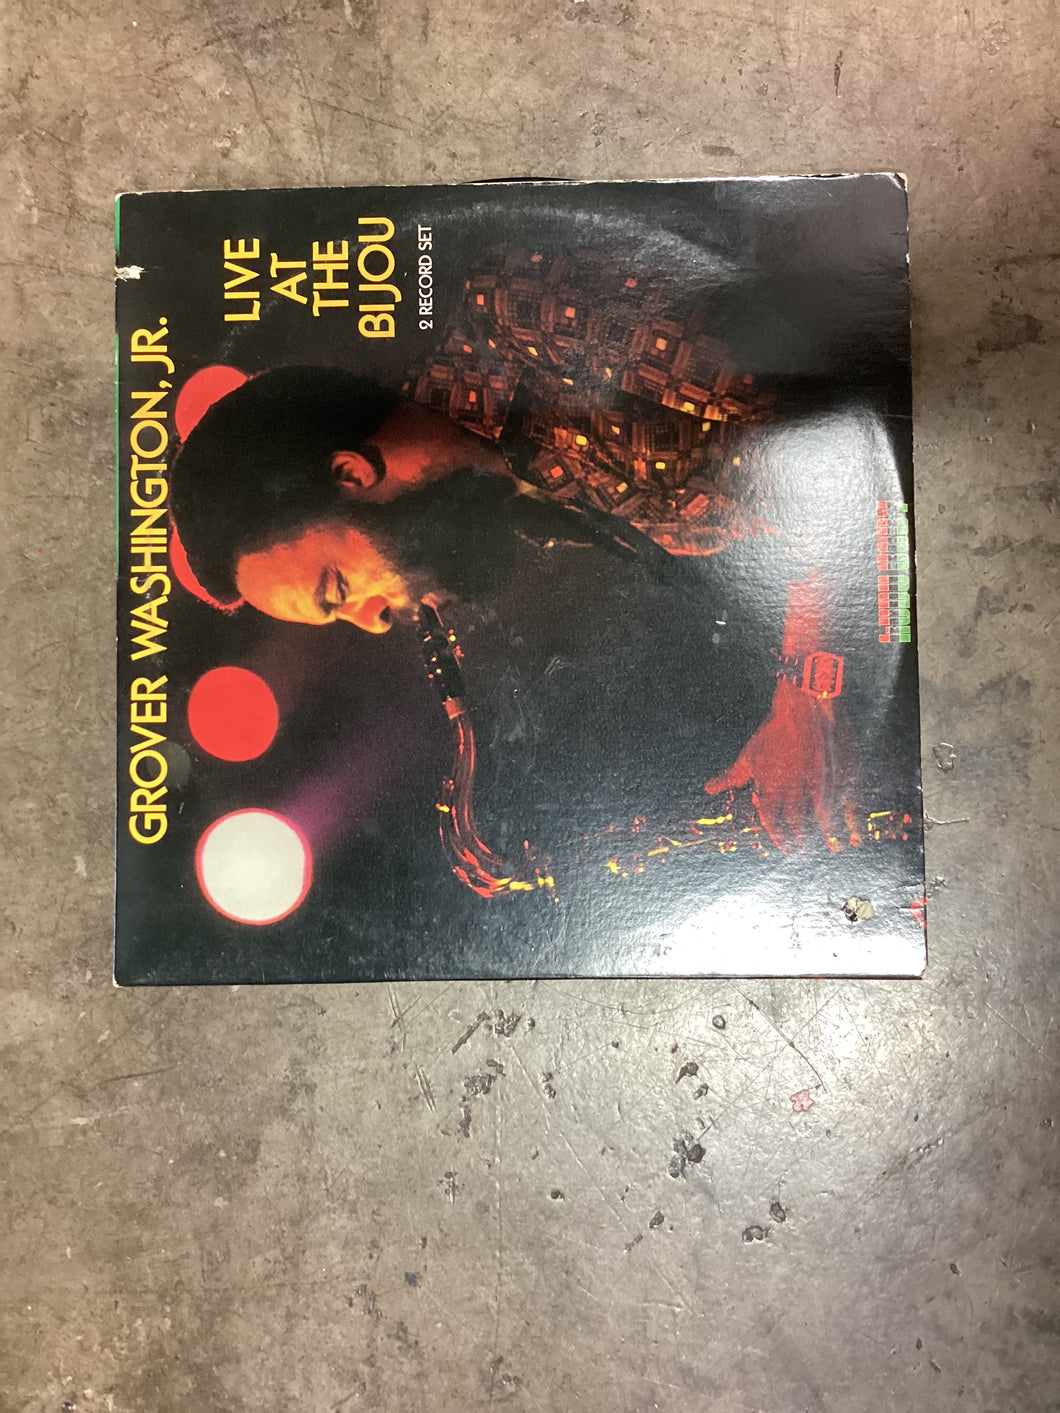 GROVER WASHINGTON, JR.
LIVE
AT
THE
BIJOU
2 RECORD SET